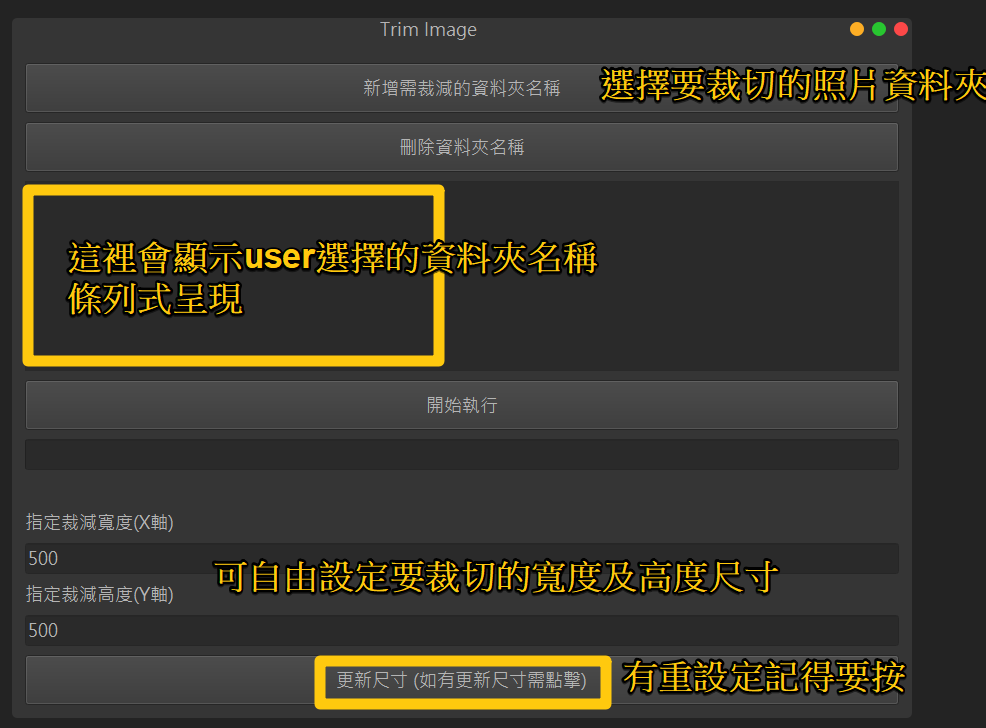 Trim Image
新增需裁減的資料夾名稱
選擇要裁切的照片資料夾
刪除資料夾名稱
這裡會顯示user選擇的資料夾名稱
條列式呈現
開始執行
指定裁減寬度(X軸)
500
可自由設定要裁切的寬度及高度尺寸
指定裁減高度(Y軸)
500
更新尺寸 (如有更新尺寸需點擊)
有重設定記得要按